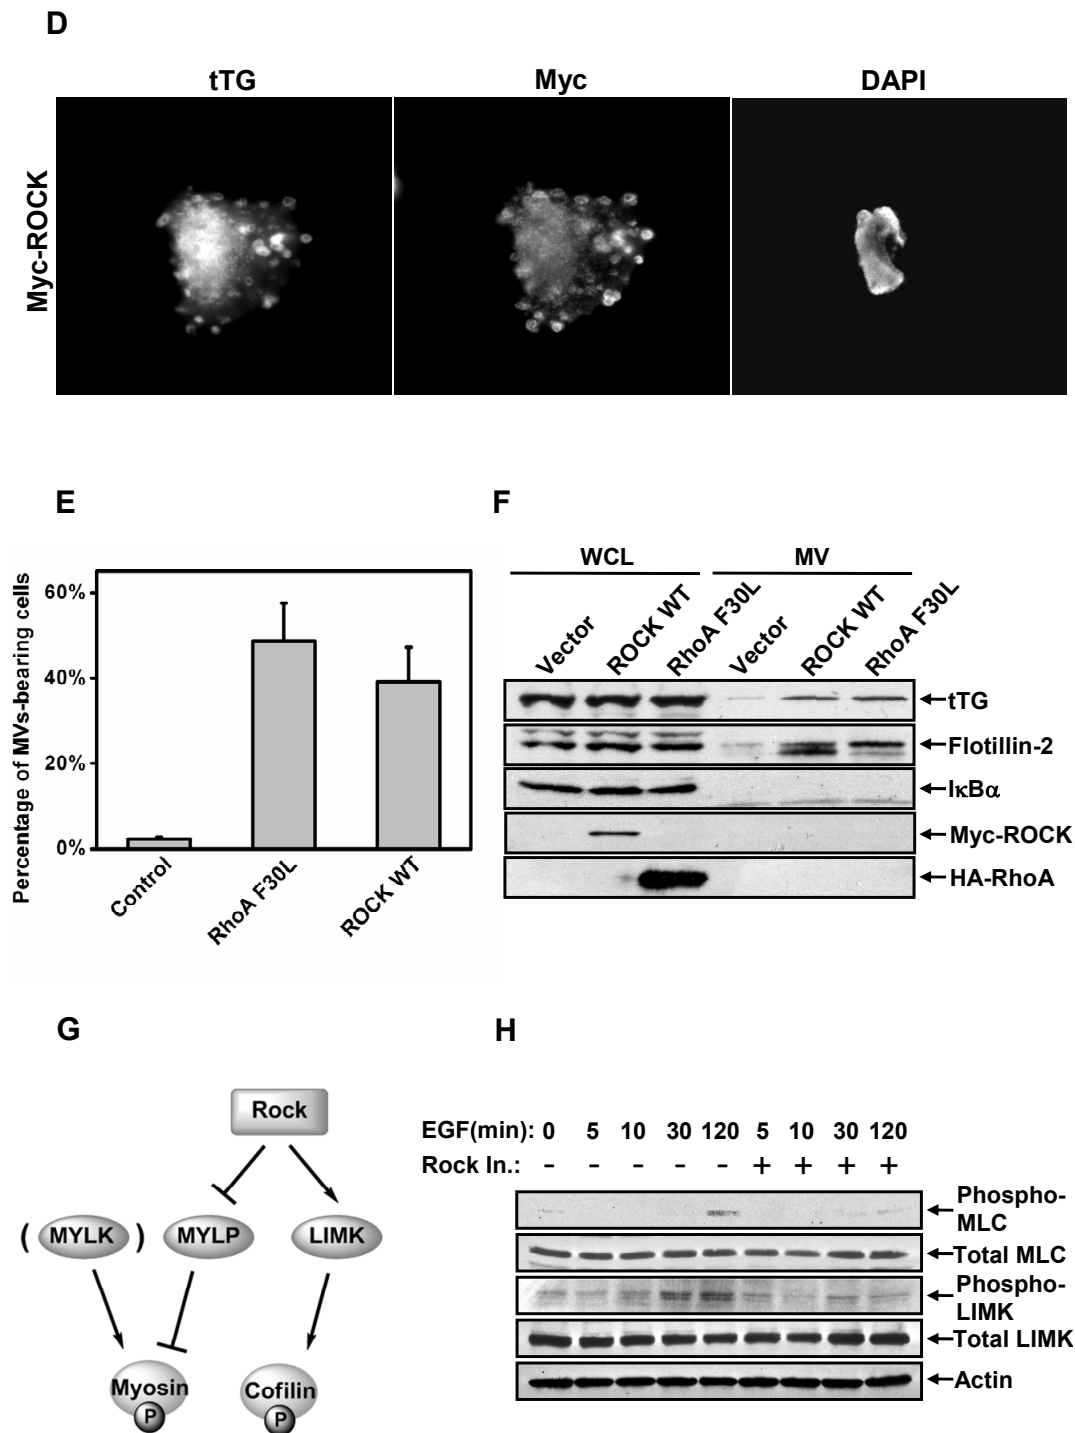 D
tTG Myc DAPI
Myc-ROCK
E
Percentage of MVs-bearing cells
60%
40%
20%
0%
Control RhoA F30L ROCK WT
F
WCL MV
Vector ROCK WT RhoA F30L Vector ROCK WT RhoA F30L
tTG
Flotillin-2
IκBα
Myc-ROCK
HA-RhoA
G
Rock
( MYLK ) MYLP LIMK
Myosin Cofilin
P P
H
EGF(min): 0 5 10 30 120 5 10 30 120
Rock In.: - - - - - + + + +
Phospho-
MLC
Total MLC
Phospho-
LIMK
Total LIMK
Actin